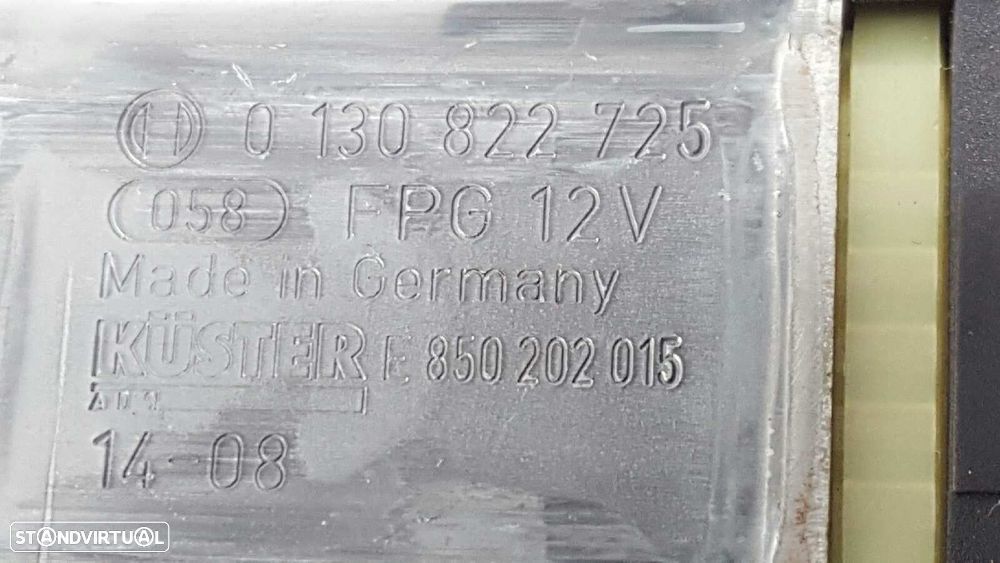 0 130 822 725
058 FPG 12V
Made in Germany
KÜSTER E 850 202 015
14-08
STANDVIRTUAL